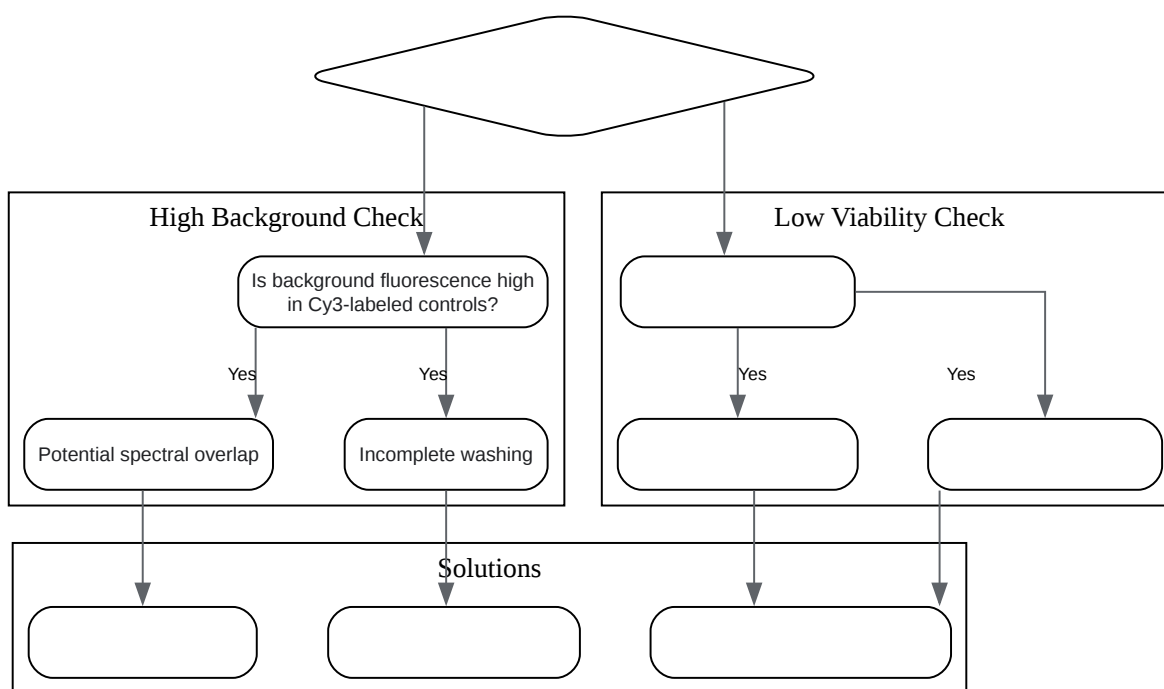 High Background Check
Low Viability Check
Is background fluorescence high
in Cy3-labeled controls?
Yes
Yes
Yes
Yes
Potential spectral overlap
Incomplete washing
Solutions